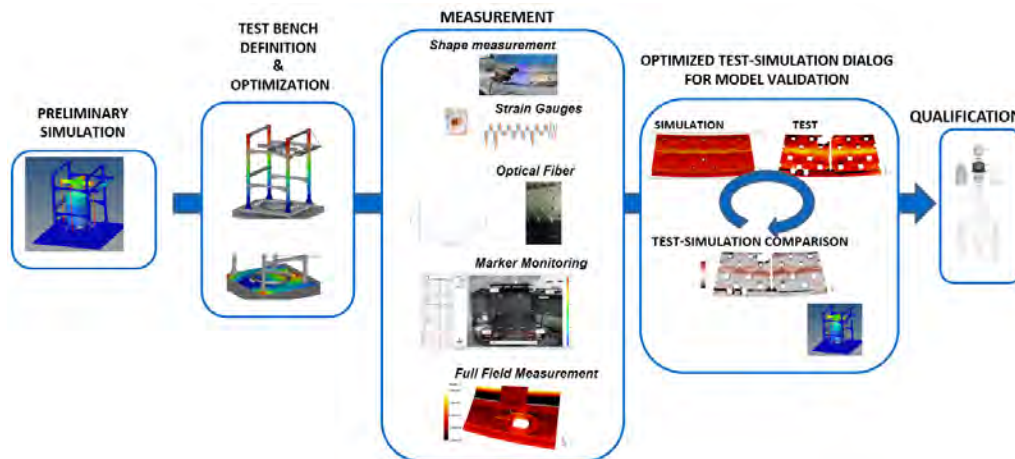 PRELIMINARY
SIMULATION
TEST BENCH
DEFINITION
&
OPTIMIZATION
MEASUREMENT
Shape measurement
Strain Gauges
Optical Fiber
Marker Monitoring
Full Field Measurement
OPTIMIZED TEST-SIMULATION DIALOG
FOR MODEL VALIDATION
SIMULATION
TEST
TEST-SIMULATION COMPARISON
QUALIFICATION